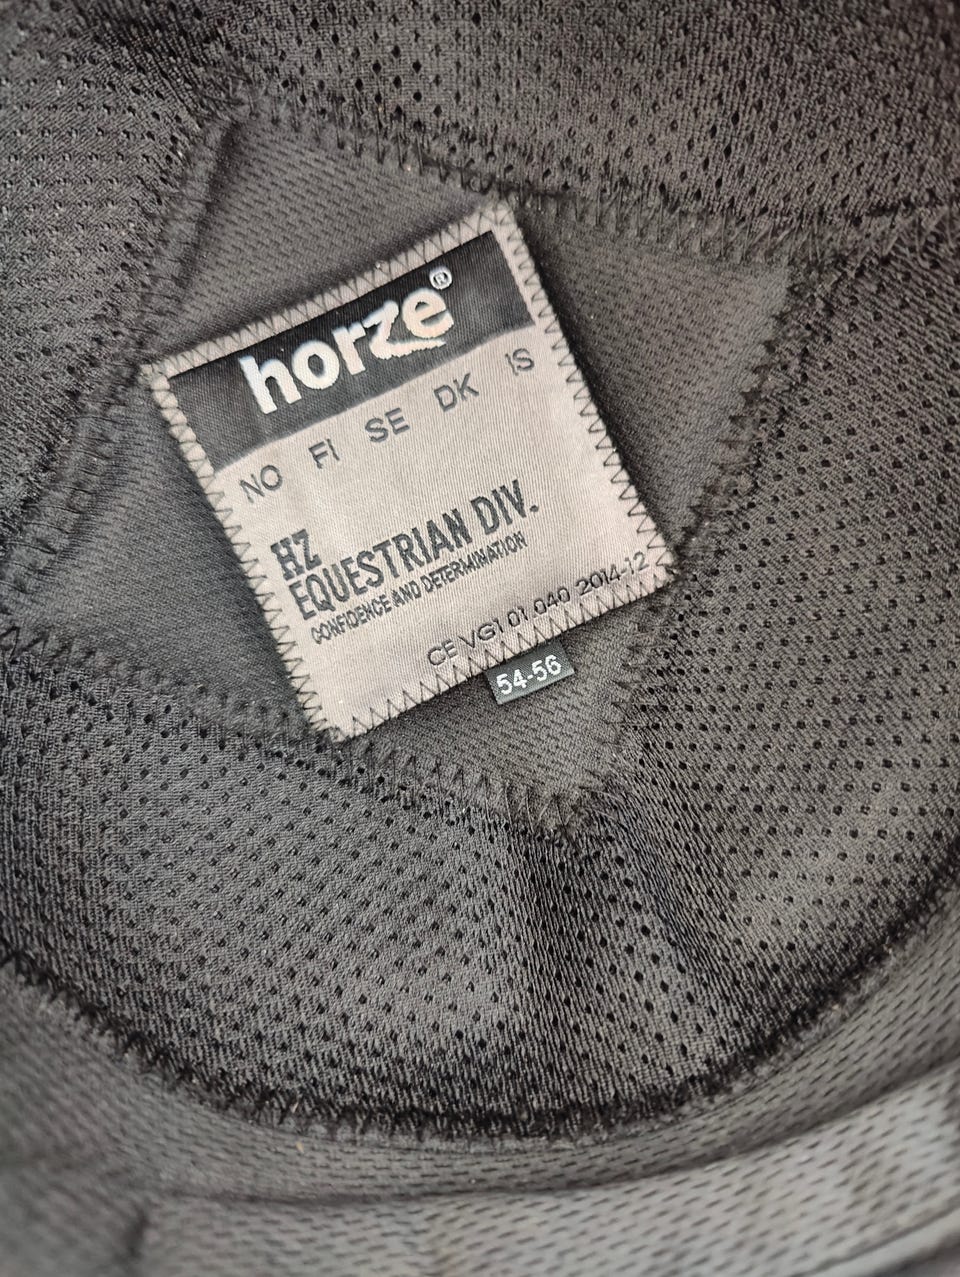 horze®
NO FI SE DK IS
HZ
EQUESTRIAN DIV.
CONFIDENCE AND DETERMINATION
CE VG1 01 040 2014-12
54-56